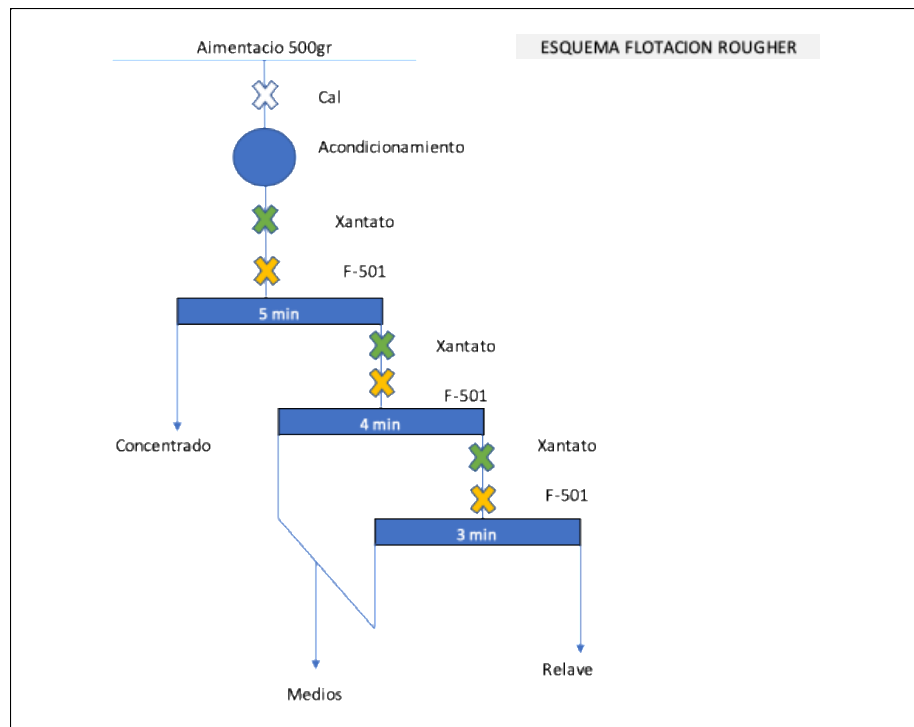 Aimentacio 500gr
ESQUEMA FLOTACION ROUGHER
Cal
Acondicionamiento
Xantato
F-501
5 min
Xantato
F-501
4 min
Concentrado
Xantato
F-501
3 min
Relave
Medios